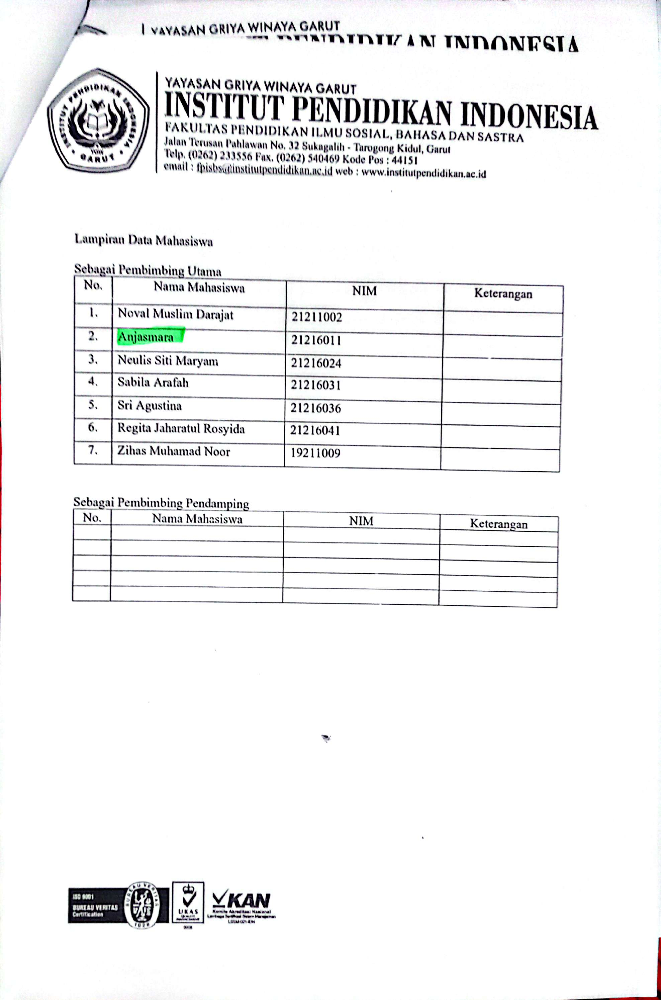 YAYASAN GRIYA WINAYA GARUT
PENDIDIKAN INDONESIA
INSTITUT PENDIDIKAN INDONESIA
GARUT
YAYASAN GRIYA WINAYA GARUT
INSTITUT PENDIDIKAN INDONESIA
FAKULTAS PENDIDIKAN ILMU SOSIAL, BAHASA DAN SASTRA
Jalan Terusan Pahlawan No. 32 Sukagalih - Tarogong Kidul, Garut
Telp. (0262) 233556 Fax. (0262) 540469 Kode Pos : 44151
email : fpisbs@institutpendidikan.ac.id web : www.institutpendidikan.ac.id
Lampiran Data Mahasiswa
Sebagai Pembimbing Utama
No. Nama Mahasiswa NIM Keterangan
1. Noval Muslim Darajat 21211002
2. Anjasmara 21216011
3. Neulis Siti Maryam 21216024
4. Sabila Arafah 21216031
5. Sri Agustina 21216036
6. Regita Jaharatul Rosyida 21216041
7. Zihas Muhamad Noor 19211009
Sebagai Pembimbing Pendamping
No. Nama Mahasiswa NIM Keterangan
ISO 9001
BUREAU VERITAS
Certification
BUREAU VERITAS
1828
UKAS
QUALITY
MANAGEMENT
0008
KAN
Komite Akreditasi Nasional
Lembaga Sertifikasi Sistem Manajemen
LSSM-021-IDN